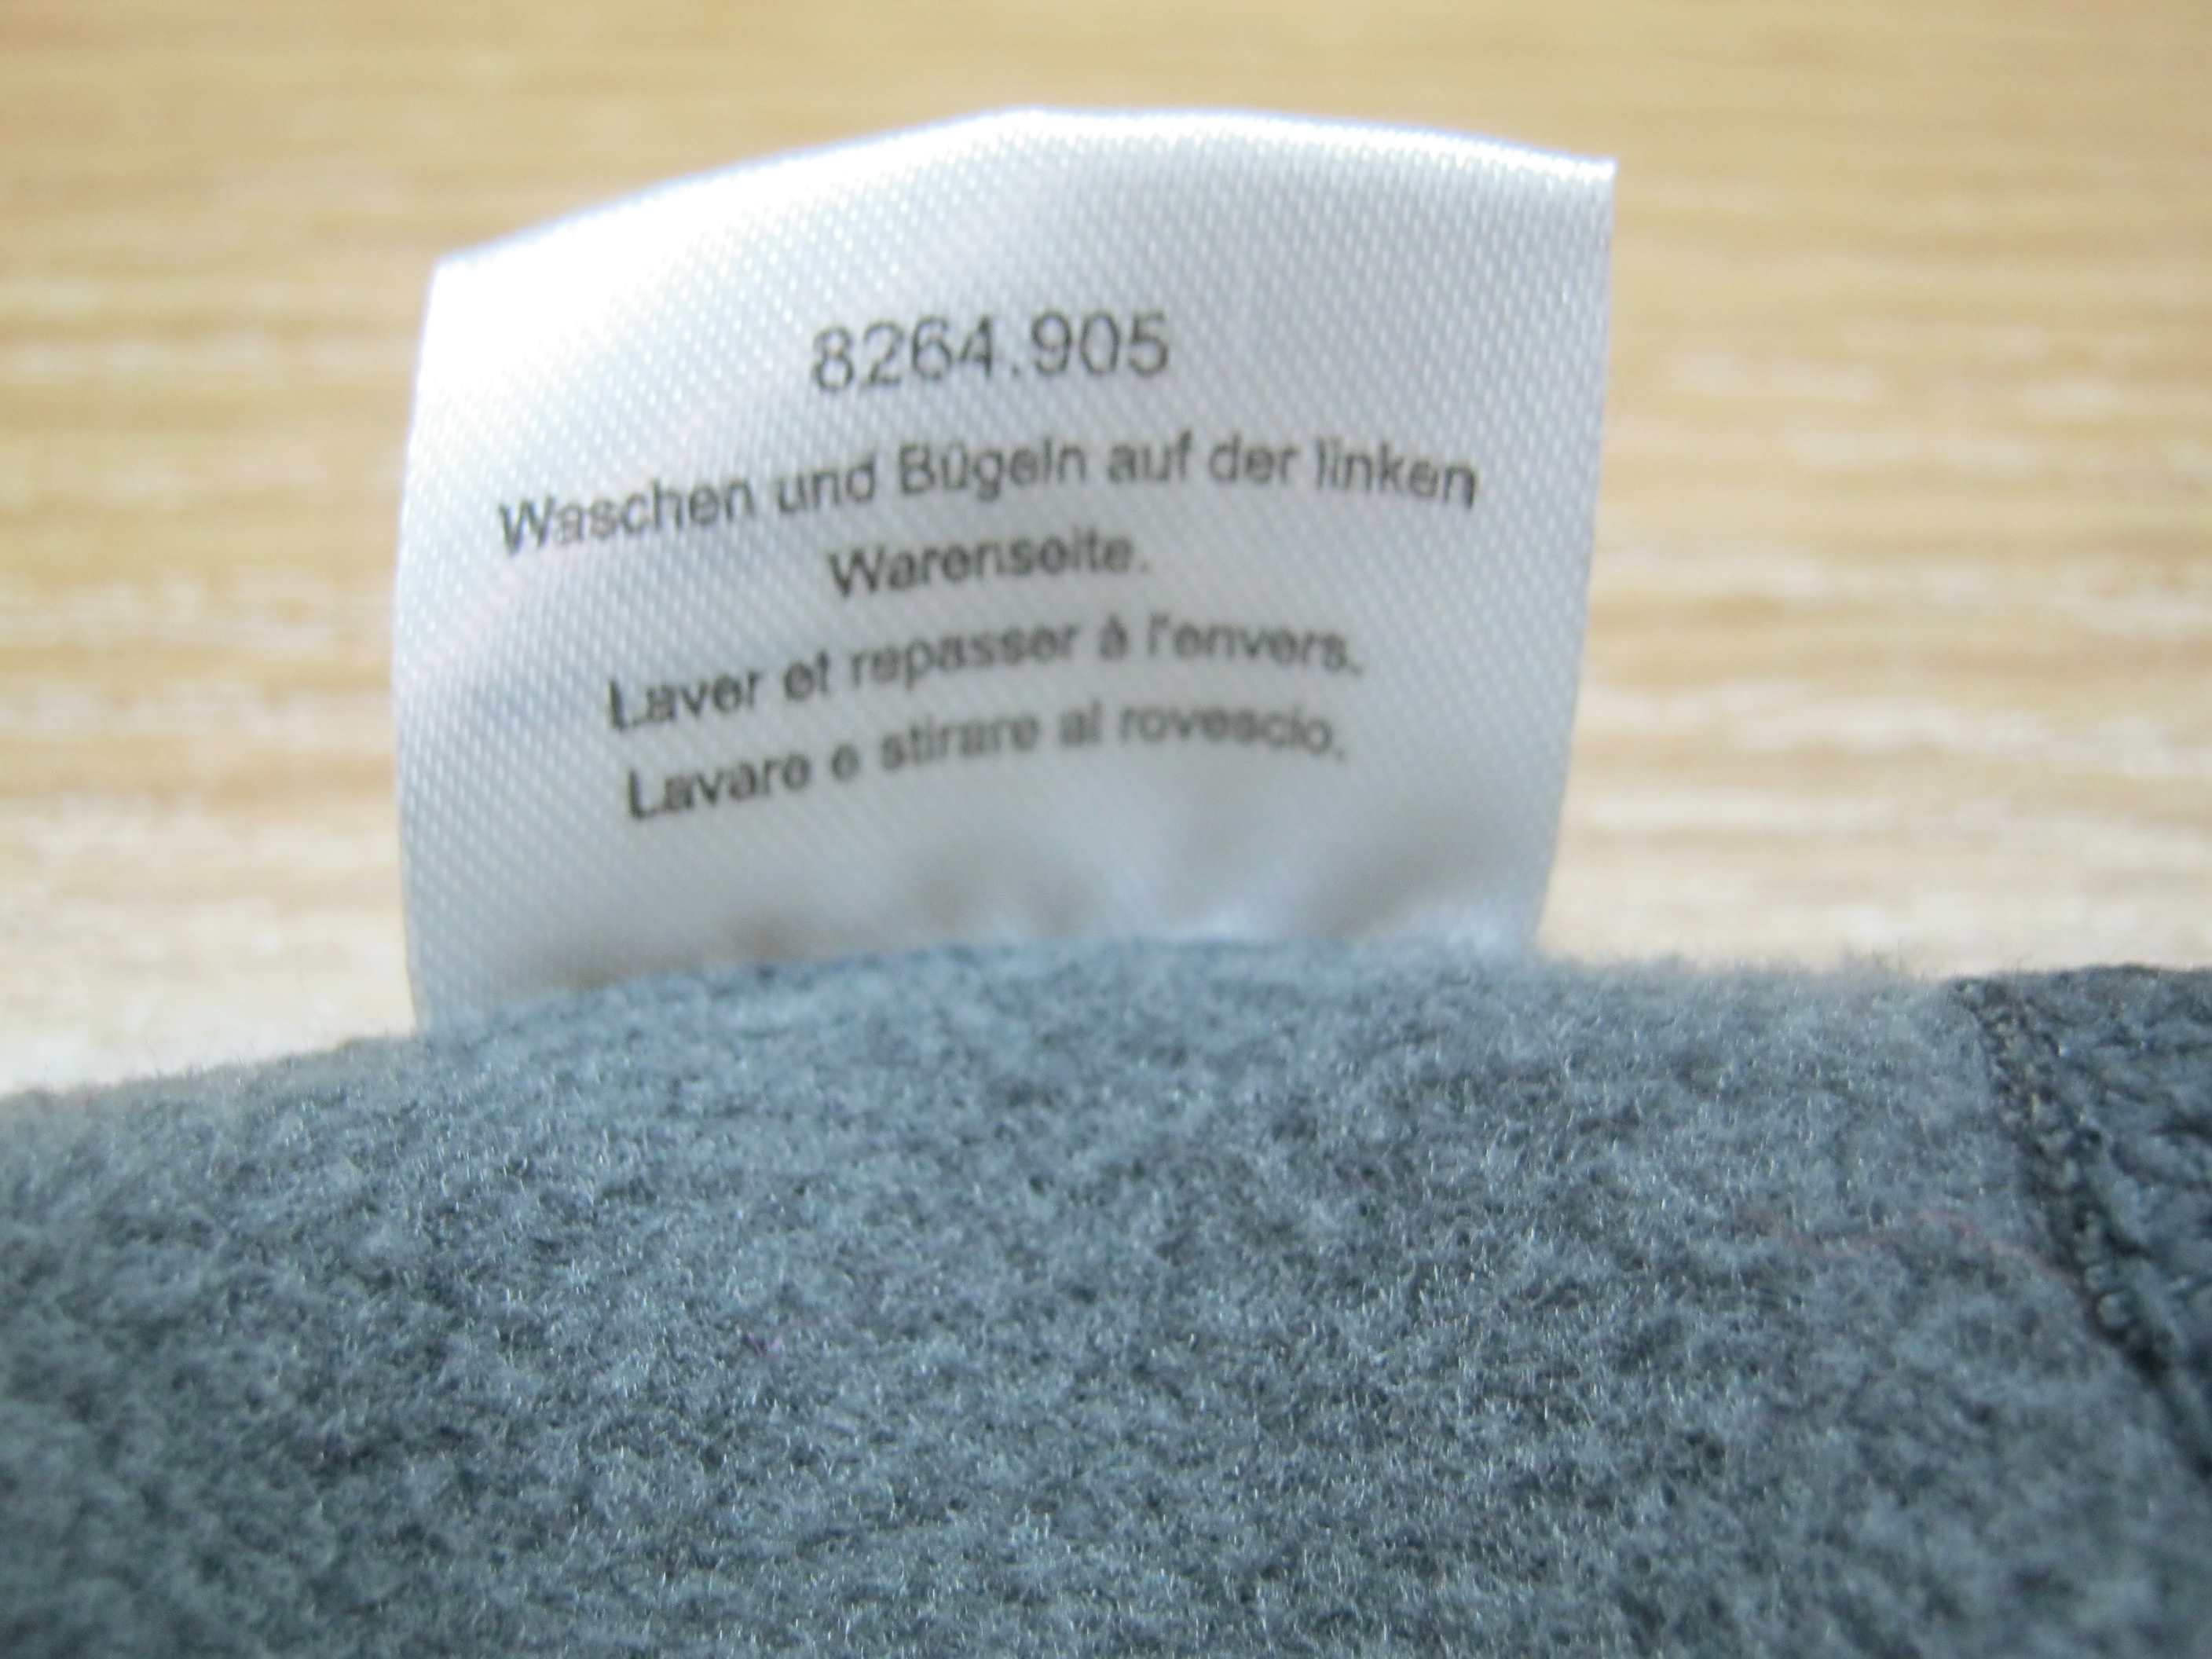 8264.905
Waschen und Bügeln auf der linken
Warenseite.
Laver et repasser à l'envers.
Lavare e stirare al rovescio.